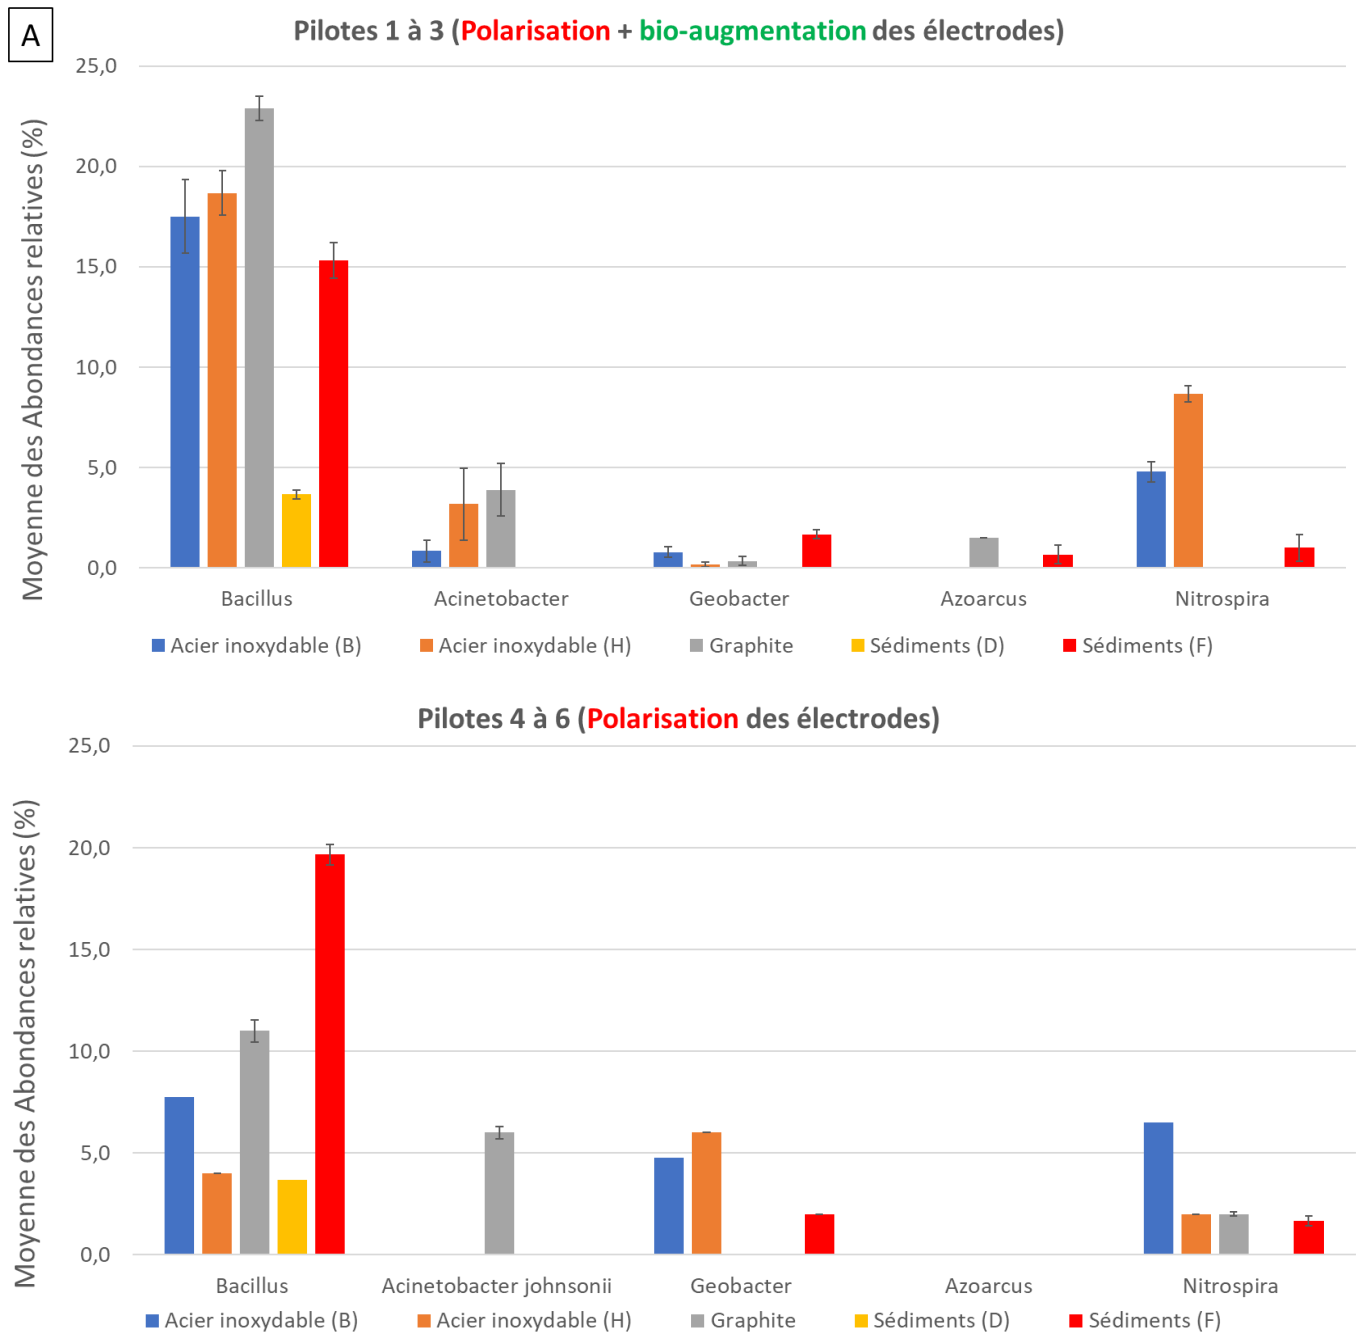 A
Pilotes 1 à 3 (Polarisation + bio-augmentation des électrodes)
Moyenne des Abondances relatives (%)
25,0
20,0
15,0
10,0
5,0
0,0
Bacillus Acinetobacter Geobacter Azoarcus Nitrospira
Acier inoxydable (B) Acier inoxydable (H) Graphite Sédiments (D) Sédiments (F)
Pilotes 4 à 6 (Polarisation des électrodes)
Moyenne des Abondances relatives (%)
25,0
20,0
15,0
10,0
5,0
0,0
Bacillus Acinetobacter johnsonii Geobacter Azoarcus Nitrospira
Acier inoxydable (B) Acier inoxydable (H) Graphite Sédiments (D) Sédiments (F)